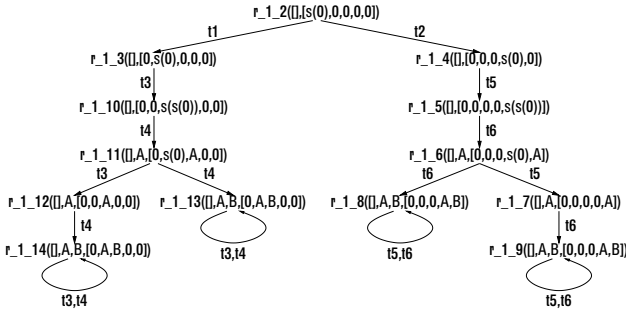 r_1_2([],[s(0),0,0,0,0])
t1 t2
r_1_3([],[0,s(0),0,0,0]) r_1_4([],[0,0,0,s(0),0])
t3 t5
r_1_10([],[0,0,s(s(0)),0,0]) r_1_5([],[0,0,0,0,s(s(0))])
t4 t6
r_1_11([],A,[0,s(0),A,0,0]) r_1_6([],A,[0,0,0,s(0),A])
t3 t4 t6 t5
r_1_12([],A,[0,0,A,0,0]) r_1_13([],A,B,[0,A,B,0,0]) r_1_8([],A,B,[0,0,0,A,B]) r_1_7([],A,[0,0,0,0,A])
t4 t6
r_1_14([],A,B,[0,A,B,0,0]) t3,t4 t5,t6 r_1_9([],A,B,[0,0,0,A,B])
t3,t4 t5,t6